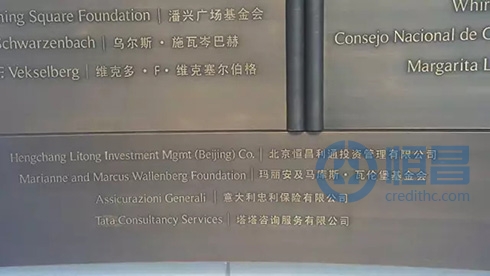 ning Square Foundation | 潘兴广场基金会
Schwarzenbach | 乌尔斯·施瓦岑巴赫
F. Vekselberg | 维克多·F·维克塞尔伯格
Whit
Consejo Nacional de C
Margarita L
Hengchang Litong Investment Mgmt (Beijing) Co. | 北京恒昌利通投资管理有限公司
Marianne and Marcus Wallenberg Foundation | 玛丽安及马库斯·瓦伦堡基金会
Assicurazioni Generali | 意大利忠利保险有限公司
Tata Consultancy Services | 塔塔咨询服务有限公司
恒昌
credithc.com